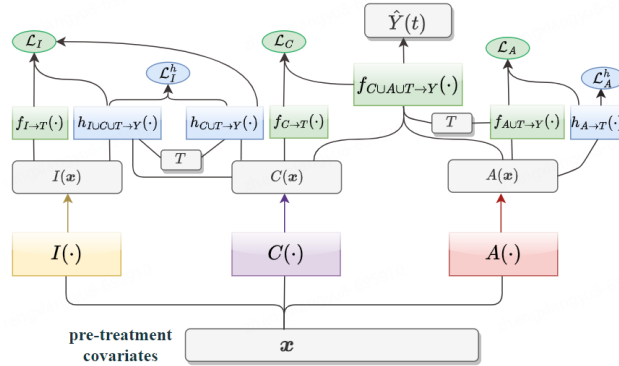 Ŷ(t)
ℒ_I
ℒ_C
ℒ_A
ℒ_I^h
ℒ_A^h
f_{C∪A∪T→Y}(·)
f_{I→T}(·)
h_{I∪C∪T→Y}(·)
h_{C∪T→Y}(·)
f_{C→T}(·)
T
f_{A∪T→Y}(·)
h_{A→T}(·)
T
I(x)
C(x)
A(x)
I(·)
C(·)
A(·)
pre-treatment
covariates
x